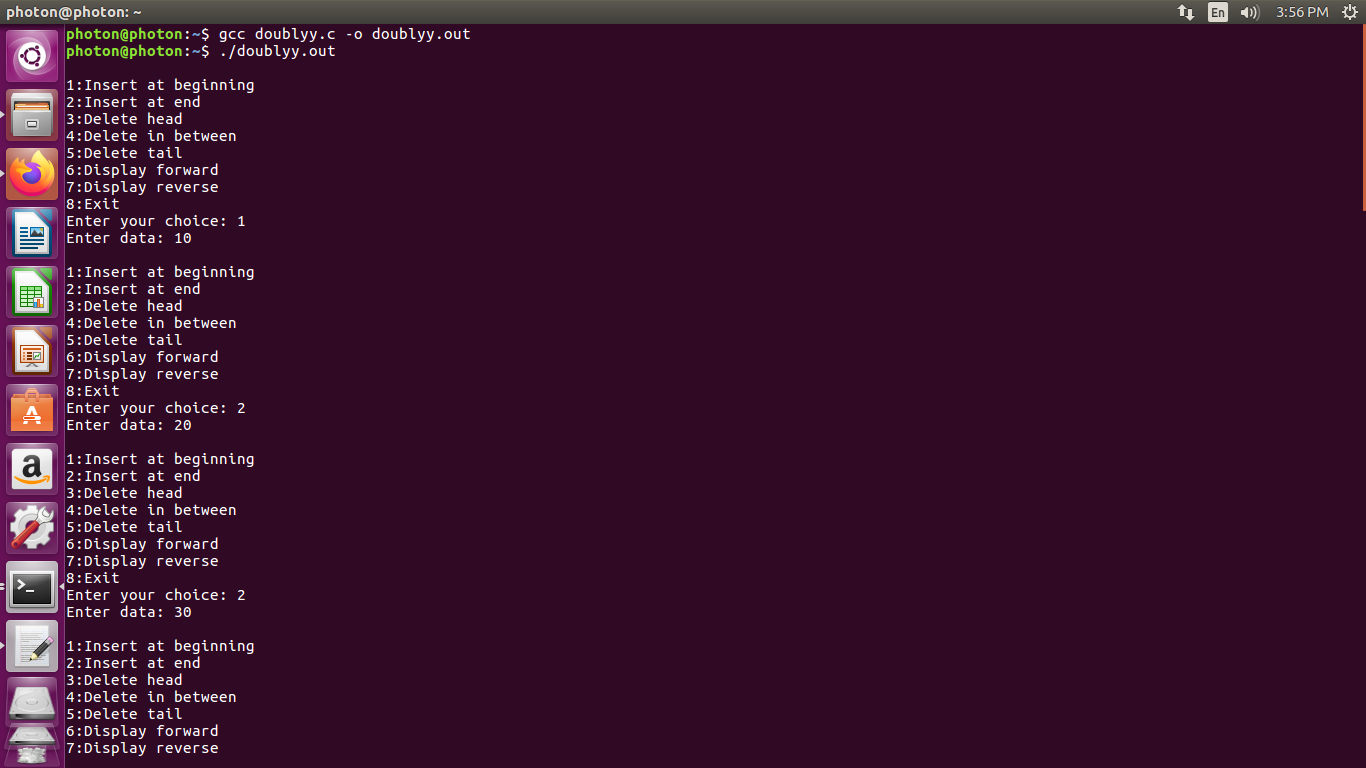 photon@photon: ~
En
3:56 PM
photon@photon:~$ gcc doublyy.c -o doublyy.out
photon@photon:~$ ./doublyy.out
1:Insert at beginning
2:Insert at end
3:Delete head
4:Delete in between
5:Delete tail
6:Display forward
7:Display reverse
8:Exit
Enter your choice: 1
Enter data: 10
1:Insert at beginning
2:Insert at end
3:Delete head
4:Delete in between
5:Delete tail
6:Display forward
7:Display reverse
8:Exit
Enter your choice: 2
Enter data: 20
1:Insert at beginning
2:Insert at end
3:Delete head
4:Delete in between
5:Delete tail
6:Display forward
7:Display reverse
8:Exit
Enter your choice: 2
Enter data: 30
1:Insert at beginning
2:Insert at end
3:Delete head
4:Delete in between
5:Delete tail
6:Display forward
7:Display reverse